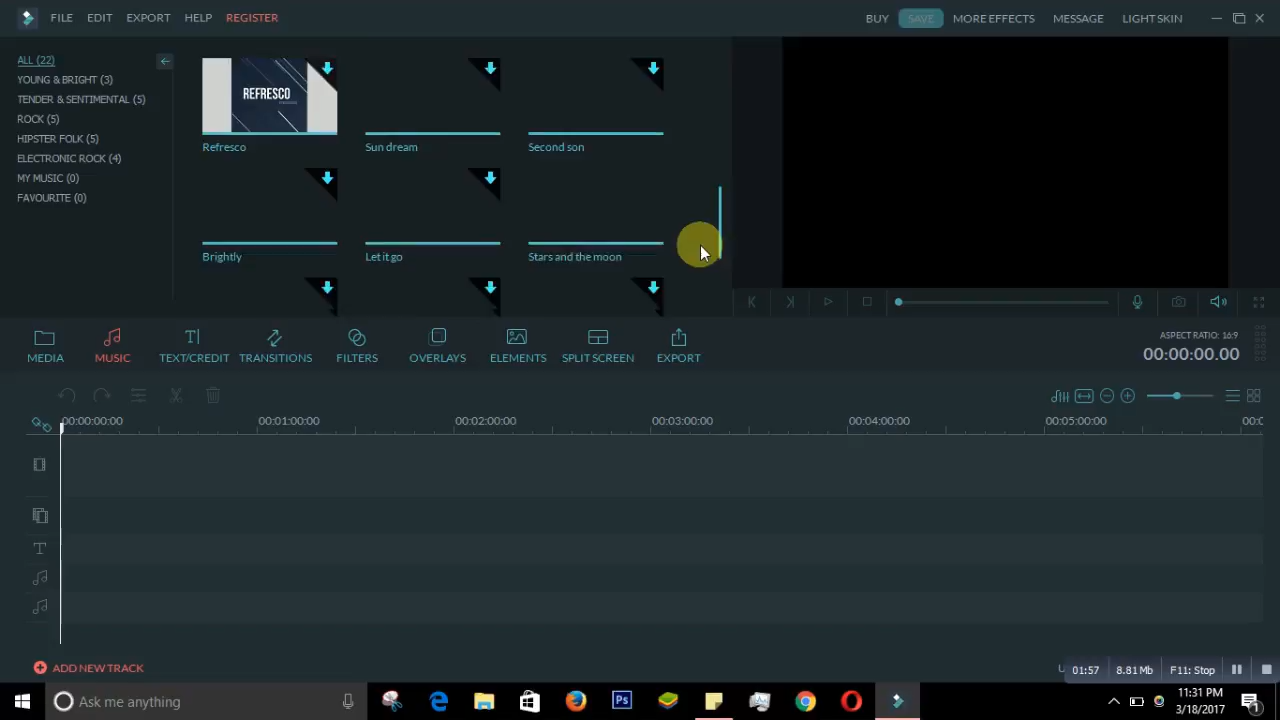 FILE EDIT EXPORT HELP REGISTER BUY SAVE MORE EFFECTS MESSAGE LIGHT SKIN
ALL (22)
YOUNG & BRIGHT (3)
TENDER & SENTIMENTAL (5)
ROCK (5)
HIPSTER FOLK (5)
ELECTRONIC ROCK (4)
MY MUSIC (0)
FAVOURITE (0)
REFRESCO
Refresco Sun dream Second son
Brightly Let it go Stars and the moon
MEDIA MUSIC TEXT/CREDIT TRANSITIONS FILTERS OVERLAYS ELEMENTS SPLIT SCREEN EXPORT
ASPECT RATIO: 16:9
00:00:00.00
00:00:00:00 00:01:00:00 00:02:00:00 00:03:00:00 00:04:00:00 00:05:00:00 00:0
T
ADD NEW TRACK
01:57 8.81 Mb F11: Stop
Ask me anything
Ps
11:31 PM
3/18/2017
1